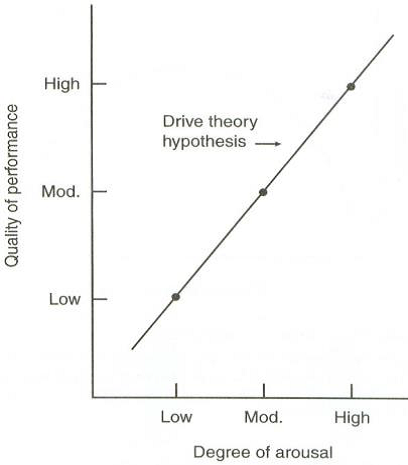 Quality of performance
High
Mod.
Low
Drive theory
hypothesis
Low Mod. High
Degree of arousal